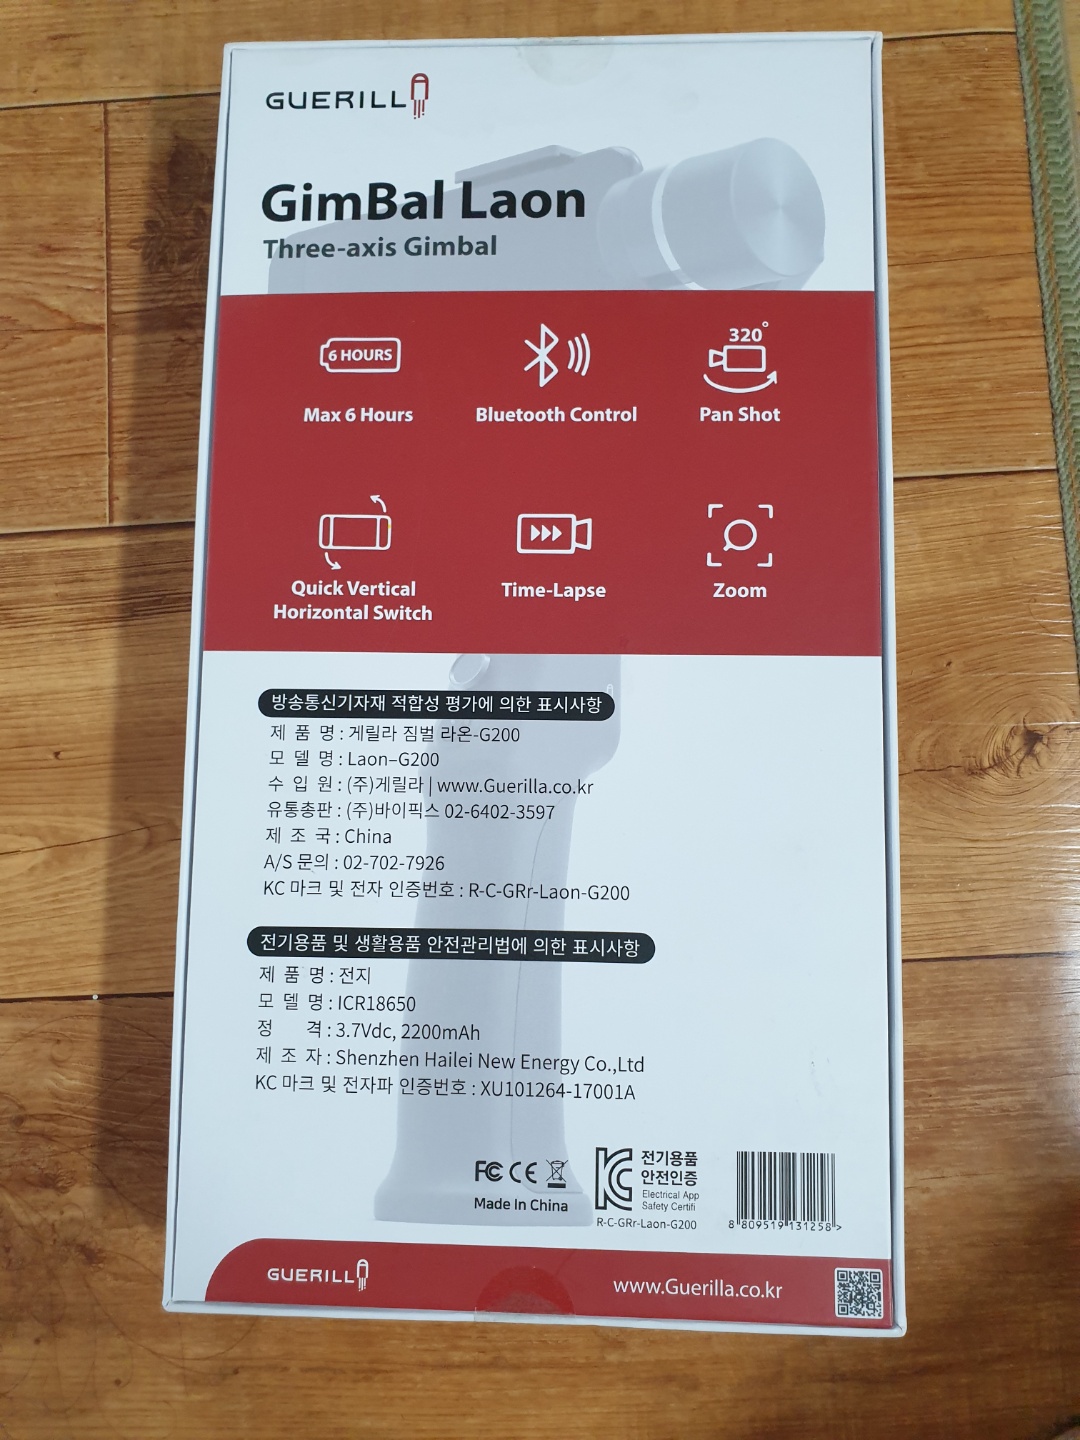 GUERILLA
GimBal Laon
Three-axis Gimbal
6 HOURS
Max 6 Hours
Bluetooth Control
320°
Pan Shot
Quick Vertical
Horizontal Switch
Time-Lapse
Zoom
방송통신기자재 적합성 평가에 의한 표시사항
제 품 명 : 게릴라 짐벌 라온-G200
모 델 명 : Laon-G200
수 입 원 : (주)게릴라 | www.Guerilla.co.kr
유통총판 : (주)바이픽스 02-6402-3597
제 조 국 : China
A/S 문의 : 02-702-7926
KC 마크 및 전자 인증번호 : R-C-GRr-Laon-G200
전기용품 및 생활용품 안전관리법에 의한 표시사항
제 품 명 : 전지
모 델 명 : ICR18650
정 격 : 3.7Vdc, 2200mAh
제 조 자 : Shenzhen Hailei New Energy Co.,Ltd
KC 마크 및 전자파 인증번호 : XU101264-17001A
FC CE
Made In China
전기용품
안전인증
Electrical App
Safety Certifi
R-C-GRr-Laon-G200
8 809519 131258 >
GUERILLA
www.Guerilla.co.kr